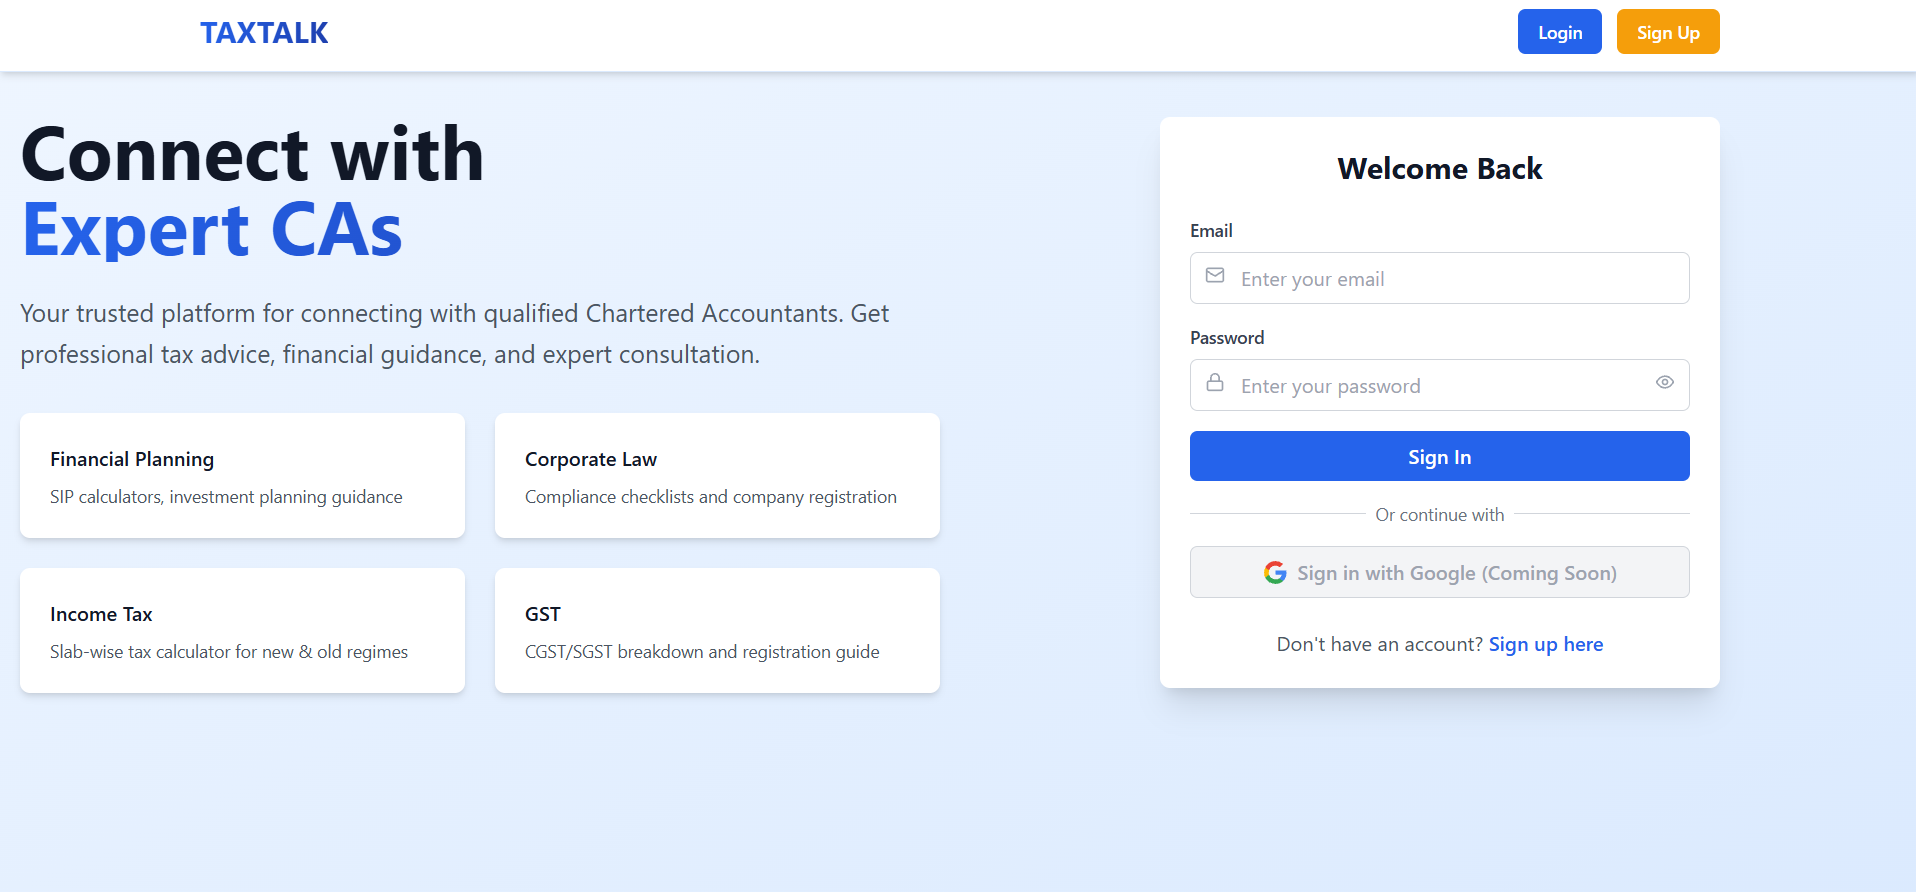 TAXTALK
Login
Sign Up
Connect with
Expert CAs
Your trusted platform for connecting with qualified Chartered Accountants. Get
professional tax advice, financial guidance, and expert consultation.
Financial Planning
SIP calculators, investment planning guidance
Corporate Law
Compliance checklists and company registration
Income Tax
Slab-wise tax calculator for new & old regimes
GST
CGST/SGST breakdown and registration guide
Welcome Back
Email
Enter your email
Password
Enter your password
Sign In
Or continue with
Sign in with Google (Coming Soon)
Don't have an account? Sign up here